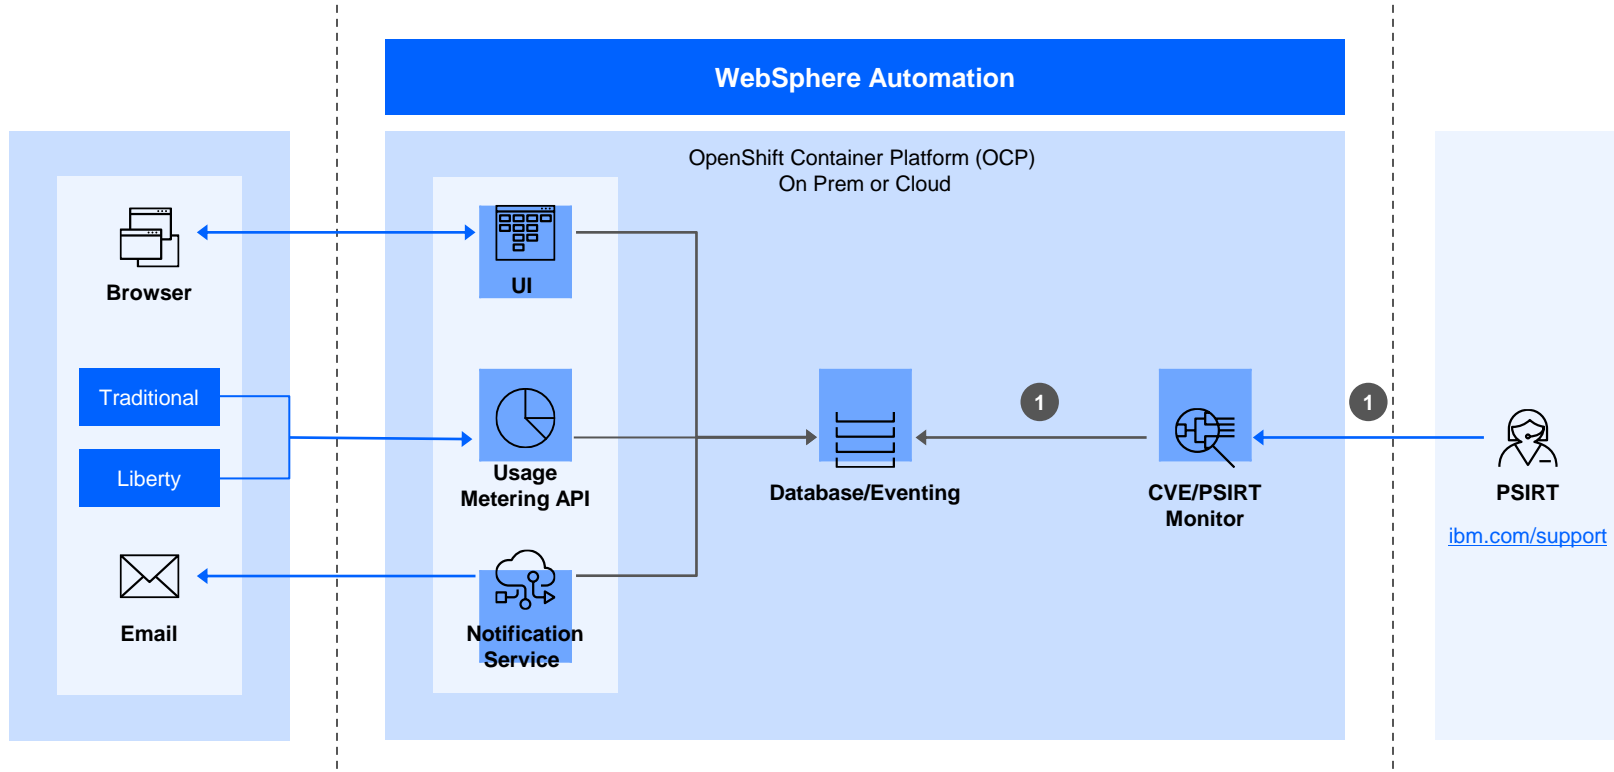 WebSphere Automation
OpenShift Container Platform (OCP)
On Prem or Cloud
Browser
Traditional
Liberty
Email
UI
Usage
Metering API
Notification
Service
Database/Eventing
1
CVE/PSIRT
Monitor
1
PSIRT
ibm.com/support